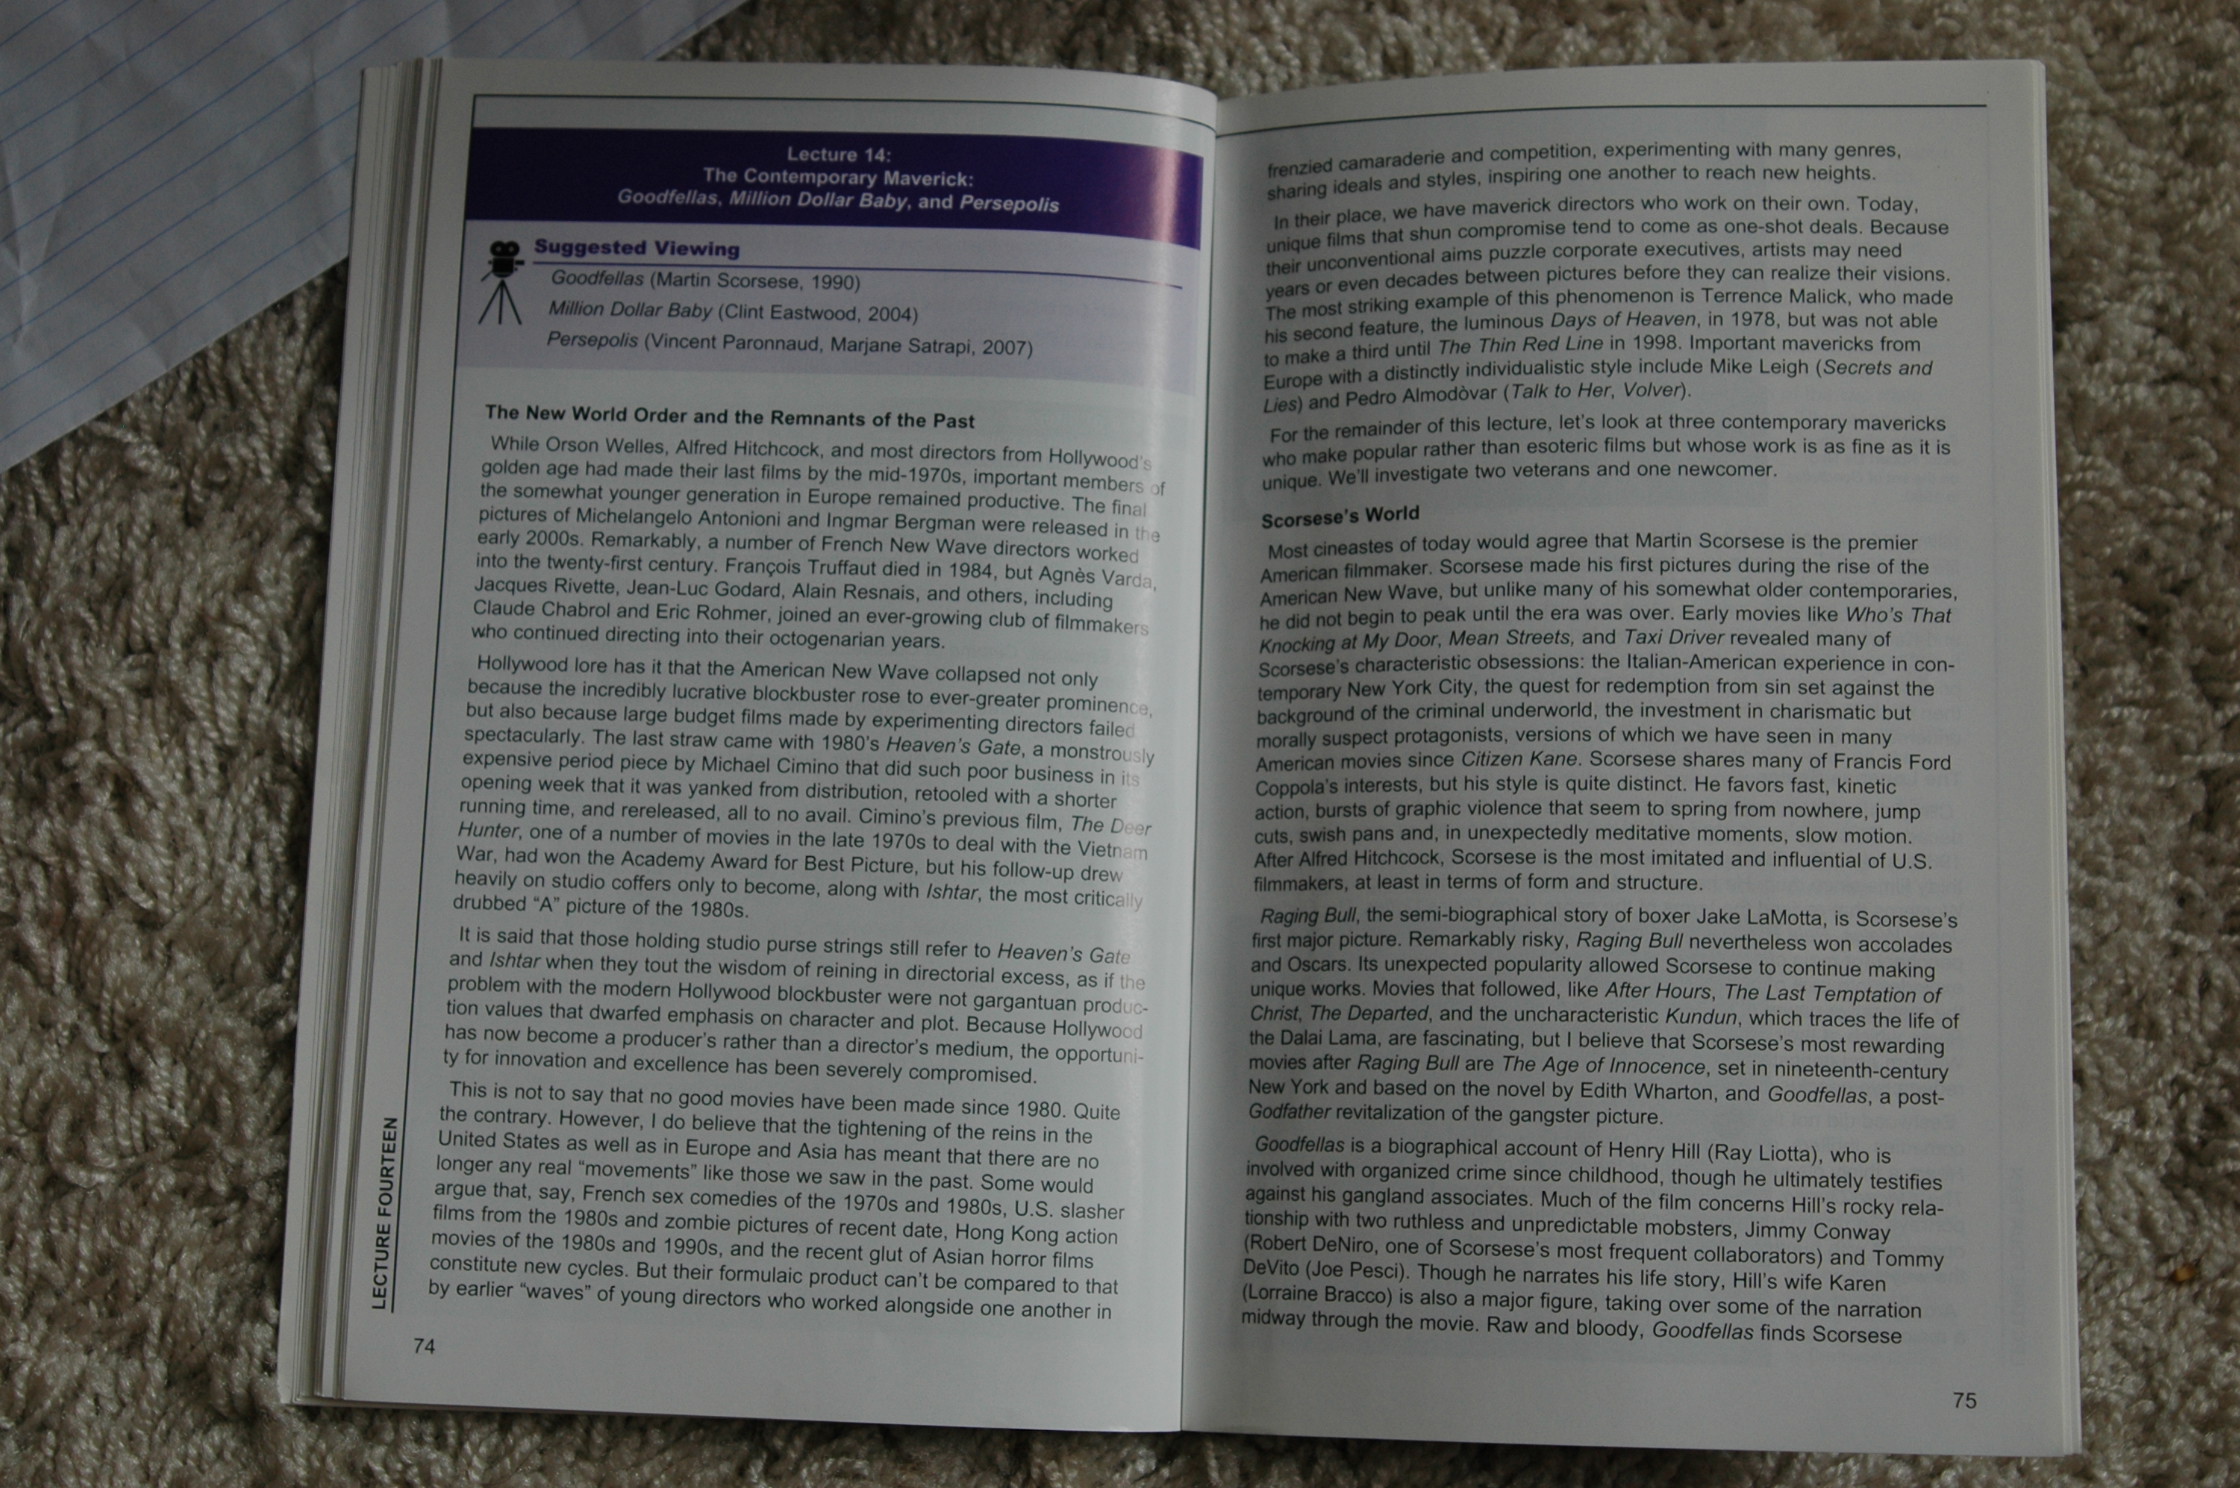 Lecture 14:
The Contemporary Maverick:
Goodfellas, Million Dollar Baby, and Persepolis
Suggested Viewing
Goodfellas (Martin Scorsese, 1990)
Million Dollar Baby (Clint Eastwood, 2004)
Persepolis (Vincent Paronnaud, Marjane Satrapi, 2007)
The New World Order and the Remnants of the Past
While Orson Welles, Alfred Hitchcock, and most directors from Hollywood's
golden age had made their last films by the mid-1970s, important members of
the somewhat younger generation in Europe remained productive. The final
pictures of Michelangelo Antonioni and Ingmar Bergman were released in the
early 2000s. Remarkably, a number of French New Wave directors worked
into the twenty-first century. François Truffaut died in 1984, but Agnès Varda,
Jacques Rivette, Jean-Luc Godard, Alain Resnais, and others, including
Claude Chabrol and Eric Rohmer, joined an ever-growing club of filmmakers
who continued directing into their octogenarian years.
Hollywood lore has it that the American New Wave collapsed not only
because the incredibly lucrative blockbuster rose to ever-greater prominence,
but also because large budget films made by experimenting directors failed
spectacularly. The last straw came with 1980's Heaven's Gate, a monstrously
expensive period piece by Michael Cimino that did such poor business in its
opening week that it was yanked from distribution, retooled with a shorter
running time, and rereleased, all to no avail. Cimino's previous film, The Deer
Hunter, one of a number of movies in the late 1970s to deal with the Vietnam
War, had won the Academy Award for Best Picture, but his follow-up drew
heavily on studio coffers only to become, along with Ishtar, the most critically
drubbed “A” picture of the 1980s.
It is said that those holding studio purse strings still refer to Heaven's Gate
and Ishtar when they tout the wisdom of reining in directorial excess, as if the
problem with the modern Hollywood blockbuster were not gargantuan produc-
tion values that dwarfed emphasis on character and plot. Because Hollywood
has now become a producer's rather than a director's medium, the opportuni-
ty for innovation and excellence has been severely compromised.
This is not to say that no good movies have been made since 1980. Quite
the contrary. However, I do believe that the tightening of the reins in the
United States as well as in Europe and Asia has meant that there are no
longer any real “movements” like those we saw in the past. Some would
argue that, say, French sex comedies of the 1970s and 1980s, U.S. slasher
films from the 1980s and zombie pictures of recent date, Hong Kong action
movies of the 1980s and 1990s, and the recent glut of Asian horror films
constitute new cycles. But their formulaic product can't be compared to that
by earlier “waves” of young directors who worked alongside one another in
LECTURE FOURTEEN
74
frenzied camaraderie and competition, experimenting with many genres,
sharing ideals and styles, inspiring one another to reach new heights.
In their place, we have maverick directors who work on their own. Today,
unique films that shun compromise tend to come as one-shot deals. Because
their unconventional aims puzzle corporate executives, artists may need
years or even decades between pictures before they can realize their visions.
The most striking example of this phenomenon is Terrence Malick, who made
his second feature, the luminous Days of Heaven, in 1978, but was not able
to make a third until The Thin Red Line in 1998. Important mavericks from
Europe with a distinctly individualistic style include Mike Leigh (Secrets and
Lies) and Pedro Almodòvar (Talk to Her, Volver).
For the remainder of this lecture, let's look at three contemporary mavericks
who make popular rather than esoteric films but whose work is as fine as it is
unique. We'll investigate two veterans and one newcomer.
Scorsese's World
Most cineastes of today would agree that Martin Scorsese is the premier
American filmmaker. Scorsese made his first pictures during the rise of the
American New Wave, but unlike many of his somewhat older contemporaries,
he did not begin to peak until the era was over. Early movies like Who's That
Knocking at My Door, Mean Streets, and Taxi Driver revealed many of
Scorsese's characteristic obsessions: the Italian-American experience in con-
temporary New York City, the quest for redemption from sin set against the
background of the criminal underworld, the investment in charismatic but
morally suspect protagonists, versions of which we have seen in many
American movies since Citizen Kane. Scorsese shares many of Francis Ford
Coppola's interests, but his style is quite distinct. He favors fast, kinetic
action, bursts of graphic violence that seem to spring from nowhere, jump
cuts, swish pans and, in unexpectedly meditative moments, slow motion.
After Alfred Hitchcock, Scorsese is the most imitated and influential of U.S.
filmmakers, at least in terms of form and structure.
Raging Bull, the semi-biographical story of boxer Jake LaMotta, is Scorsese's
first major picture. Remarkably risky, Raging Bull nevertheless won accolades
and Oscars. Its unexpected popularity allowed Scorsese to continue making
unique works. Movies that followed, like After Hours, The Last Temptation of
Christ, The Departed, and the uncharacteristic Kundun, which traces the life of
the Dalai Lama, are fascinating, but I believe that Scorsese's most rewarding
movies after Raging Bull are The Age of Innocence, set in nineteenth-century
New York and based on the novel by Edith Wharton, and Goodfellas, a post-
Godfather revitalization of the gangster picture.
Goodfellas is a biographical account of Henry Hill (Ray Liotta), who is
involved with organized crime since childhood, though he ultimately testifies
against his gangland associates. Much of the film concerns Hill's rocky rela-
tionship with two ruthless and unpredictable mobsters, Jimmy Conway
(Robert DeNiro, one of Scorsese's most frequent collaborators) and Tommy
DeVito (Joe Pesci). Though he narrates his life story, Hill's wife Karen
(Lorraine Bracco) is also a major figure, taking over some of the narration
midway through the movie. Raw and bloody, Goodfellas finds Scorsese
75